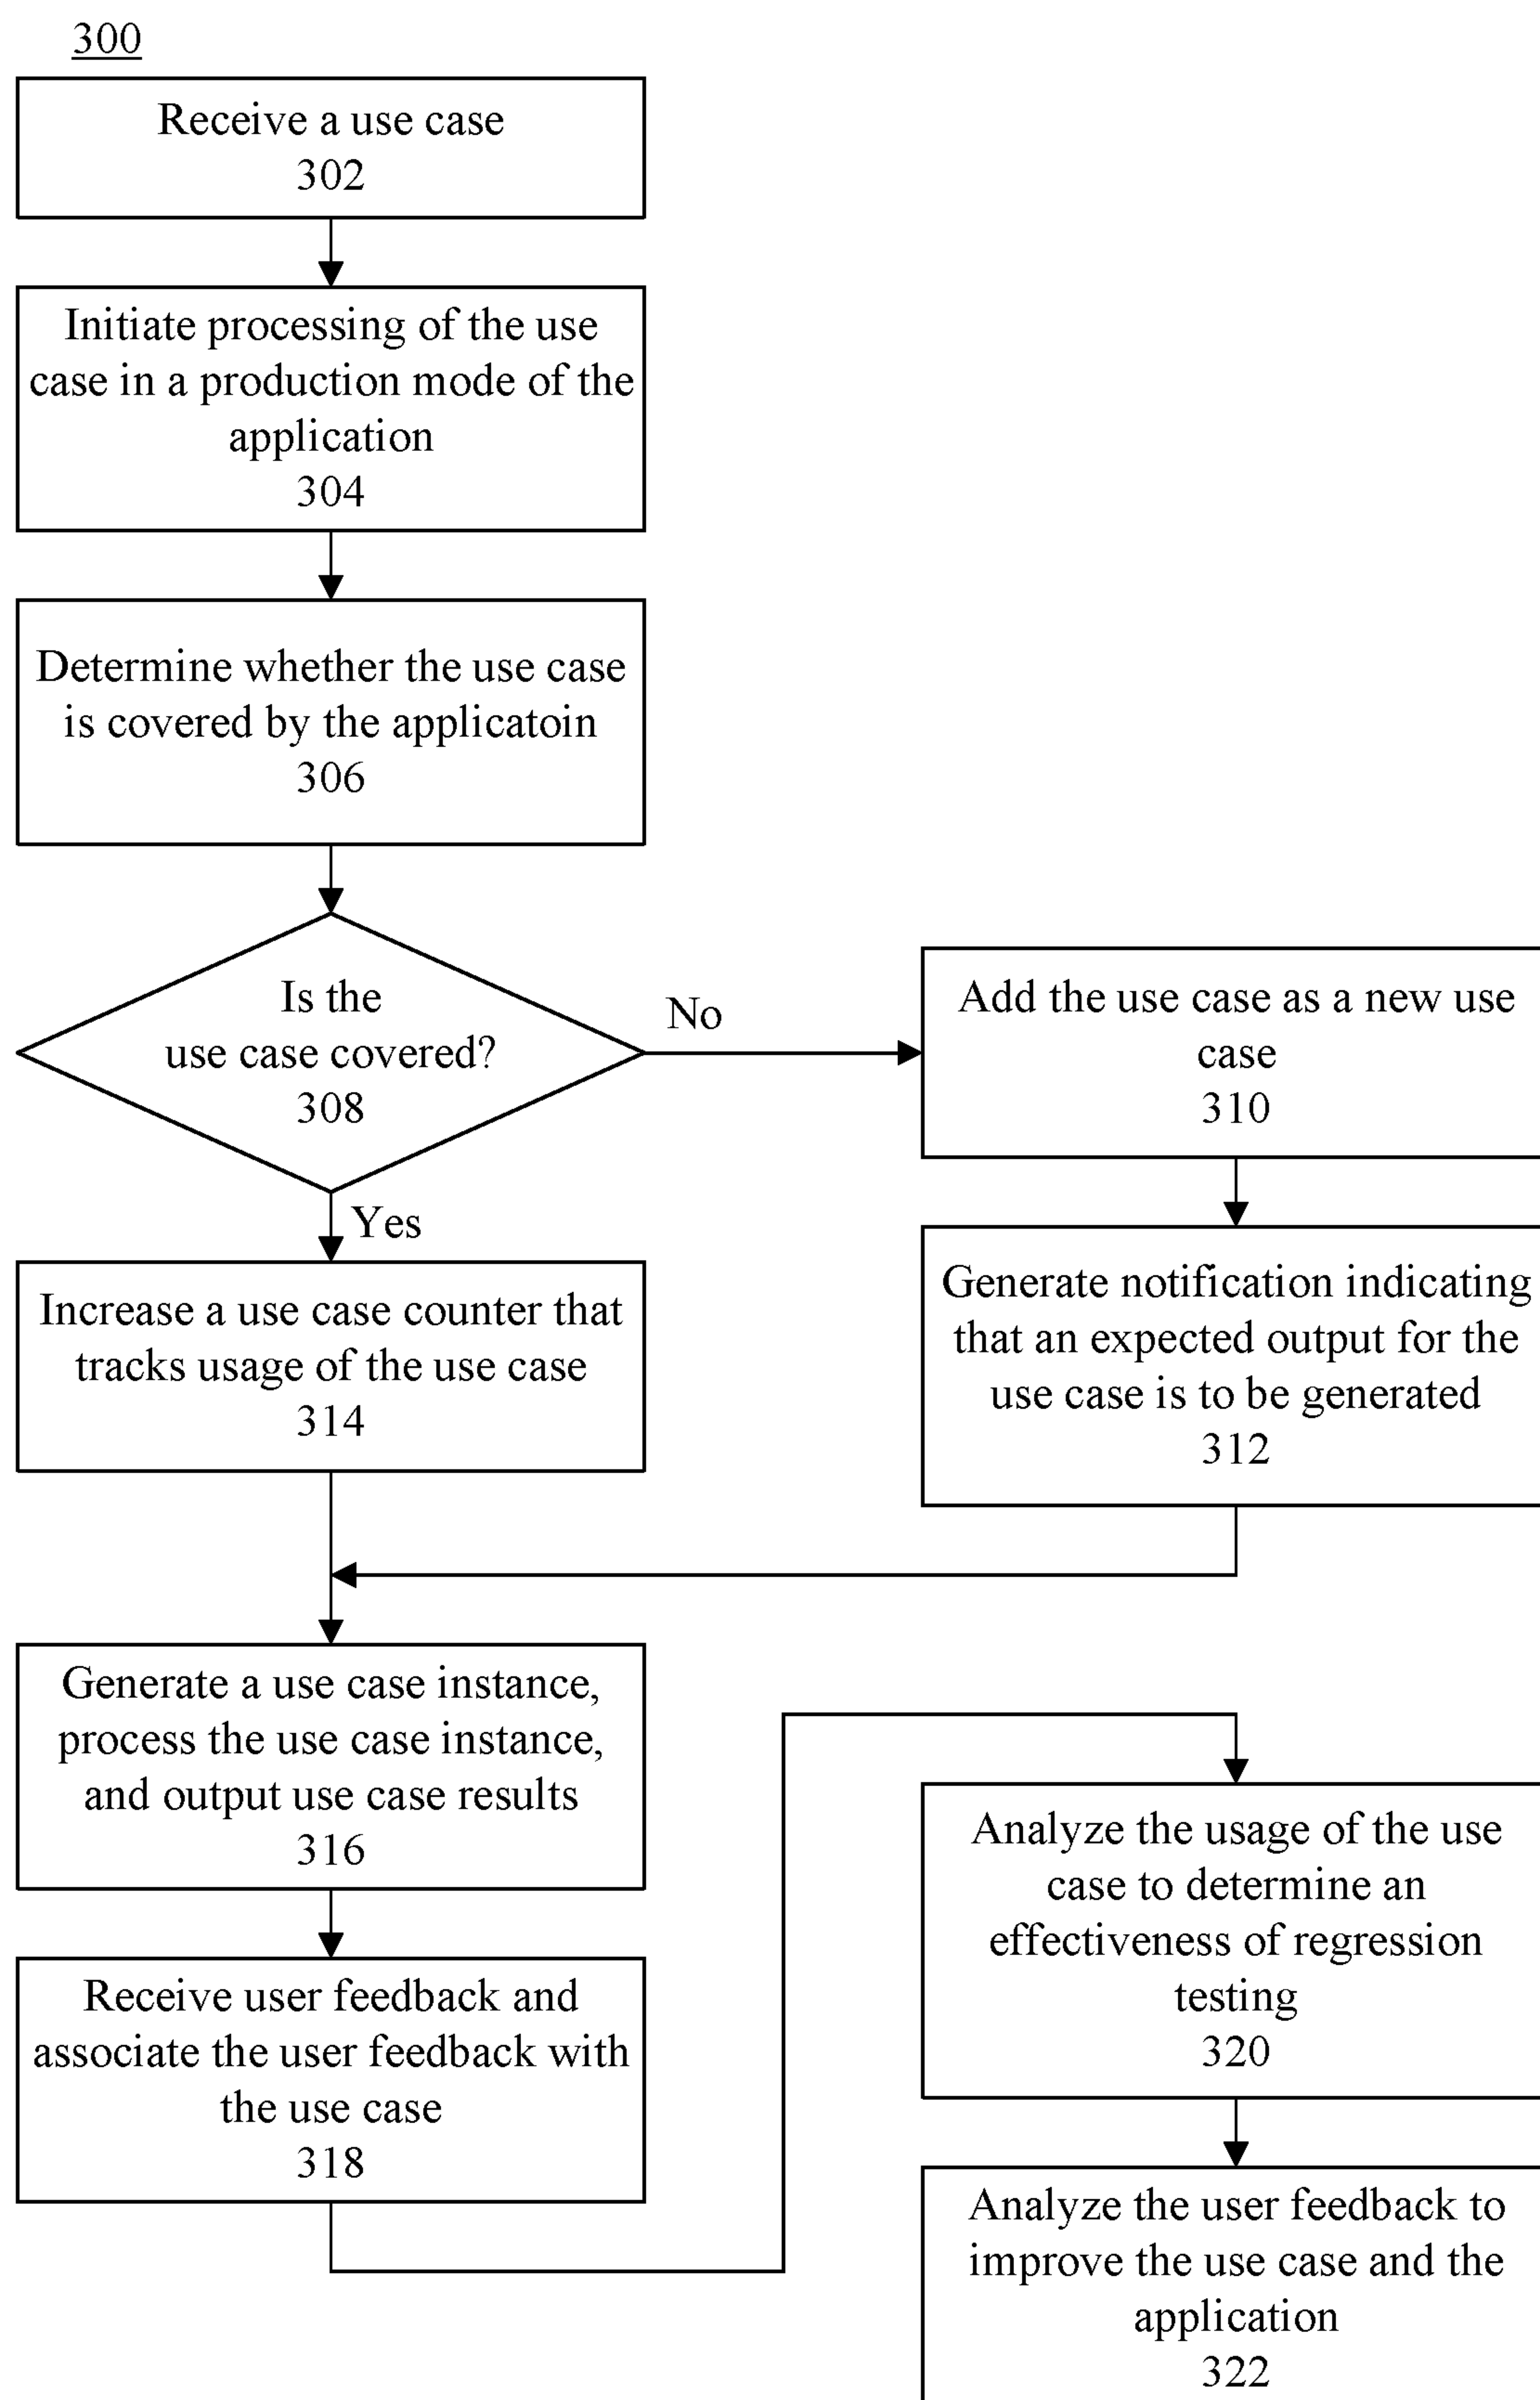 300
Receive a use case
302
Initiate processing of the use
case in a production mode of the
application
304
Determine whether the use case
is covered by the applicatoin
306
Is the
use case covered?
308
No
Add the use case as a new use
case
310
Generate notification indicating
that an expected output for the
use case is to be generated
312
Yes
Increase a use case counter that
tracks usage of the use case
314
Generate a use case instance,
process the use case instance,
and output use case results
316
Receive user feedback and
associate the user feedback with
the use case
318
Analyze the usage of the use
case to determine an
effectiveness of regression
testing
320
Analyze the user feedback to
improve the use case and the
application
322